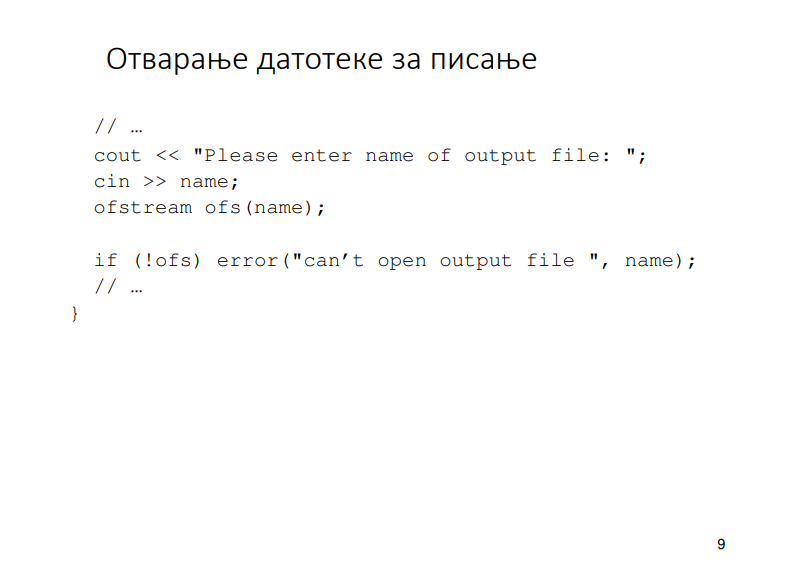 Отварање датотеке за писање
// …
cout << "Please enter name of output file: ";
cin >> name;
ofstream ofs(name);
if (!ofs) error("can’t open output file ", name);
// …
}
9